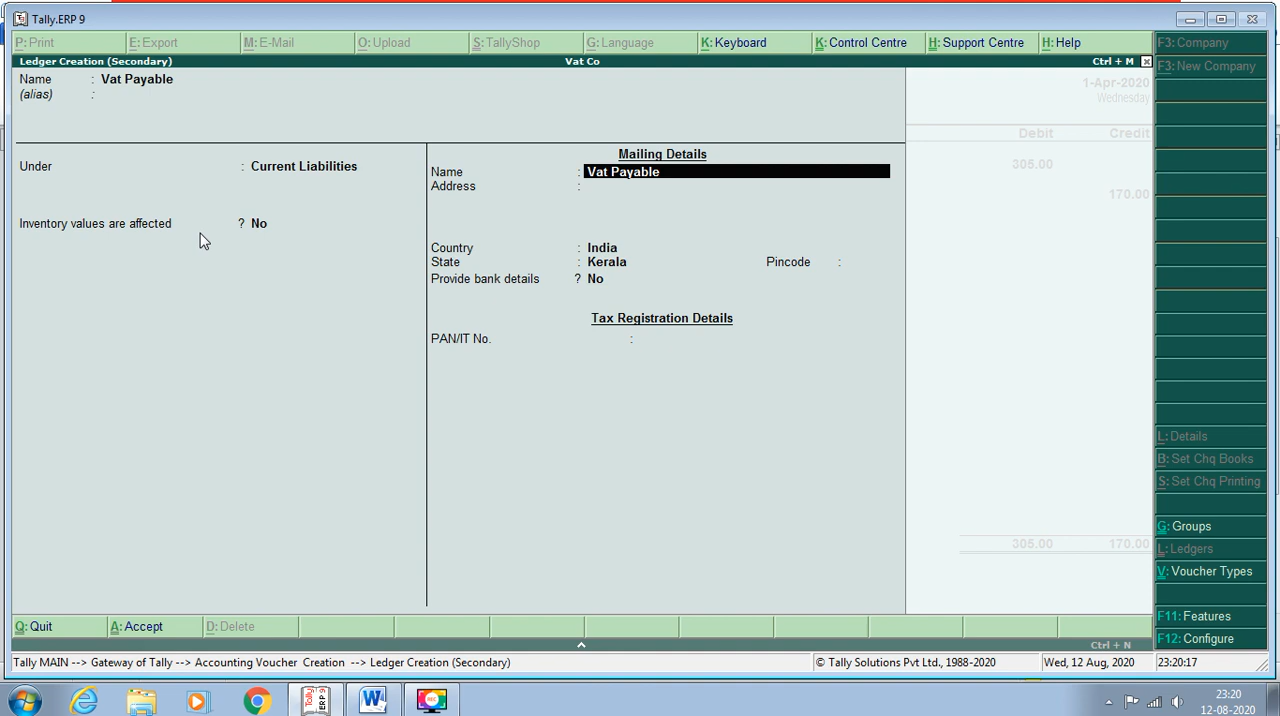 Tally.ERP 9
P: Print E: Export M: E-Mail O: Upload S: TallyShop G: Language K: Keyboard K: Control Centre H: Support Centre H: Help F3: Company
Ledger Creation (Secondary) Vat Co Ctrl + M F3: New Company
Name : Vat Payable 1-Apr-2020
(alias) : Wednesday
Debit Credit
Mailing Details
Under : Current Liabilities Name : Vat Payable 305.00
Address : 170.00
Inventory values are affected ? No
Country : India
State : Kerala Pincode :
Provide bank details ? No
Tax Registration Details
PAN/IT No. :
L: Details
B: Set Chq Books
S: Set Chq Printing
G: Groups
305.00 170.00 L: Ledgers
V: Voucher Types
F11: Features
Q: Quit A: Accept D: Delete
Ctrl + N F12: Configure
Tally MAIN --> Gateway of Tally --> Accounting Voucher Creation --> Ledger Creation (Secondary) © Tally Solutions Pvt Ltd., 1988-2020 Wed, 12 Aug, 2020 23:20:17
23:20
12-08-2020